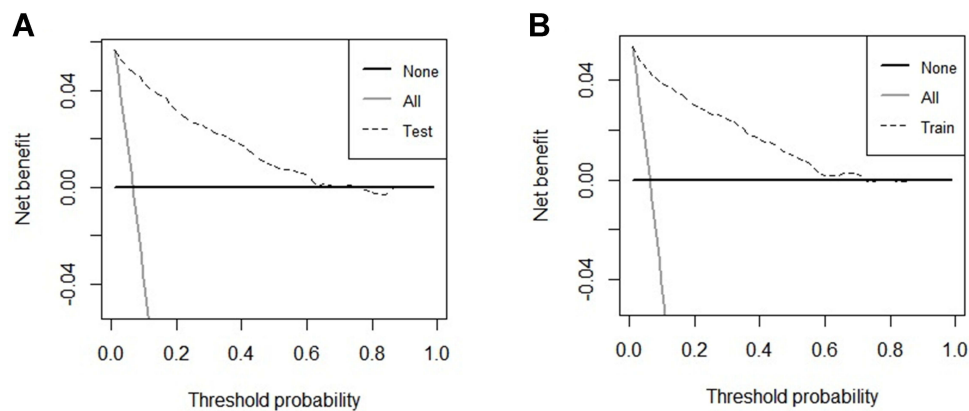 A
None
All
Test
Net benefit
0.04
0.00
-0.04
0.0 0.2 0.4 0.6 0.8 1.0
Threshold probability
B
None
All
Train
Net benefit
0.04
0.00
-0.04
0.0 0.2 0.4 0.6 0.8 1.0
Threshold probability